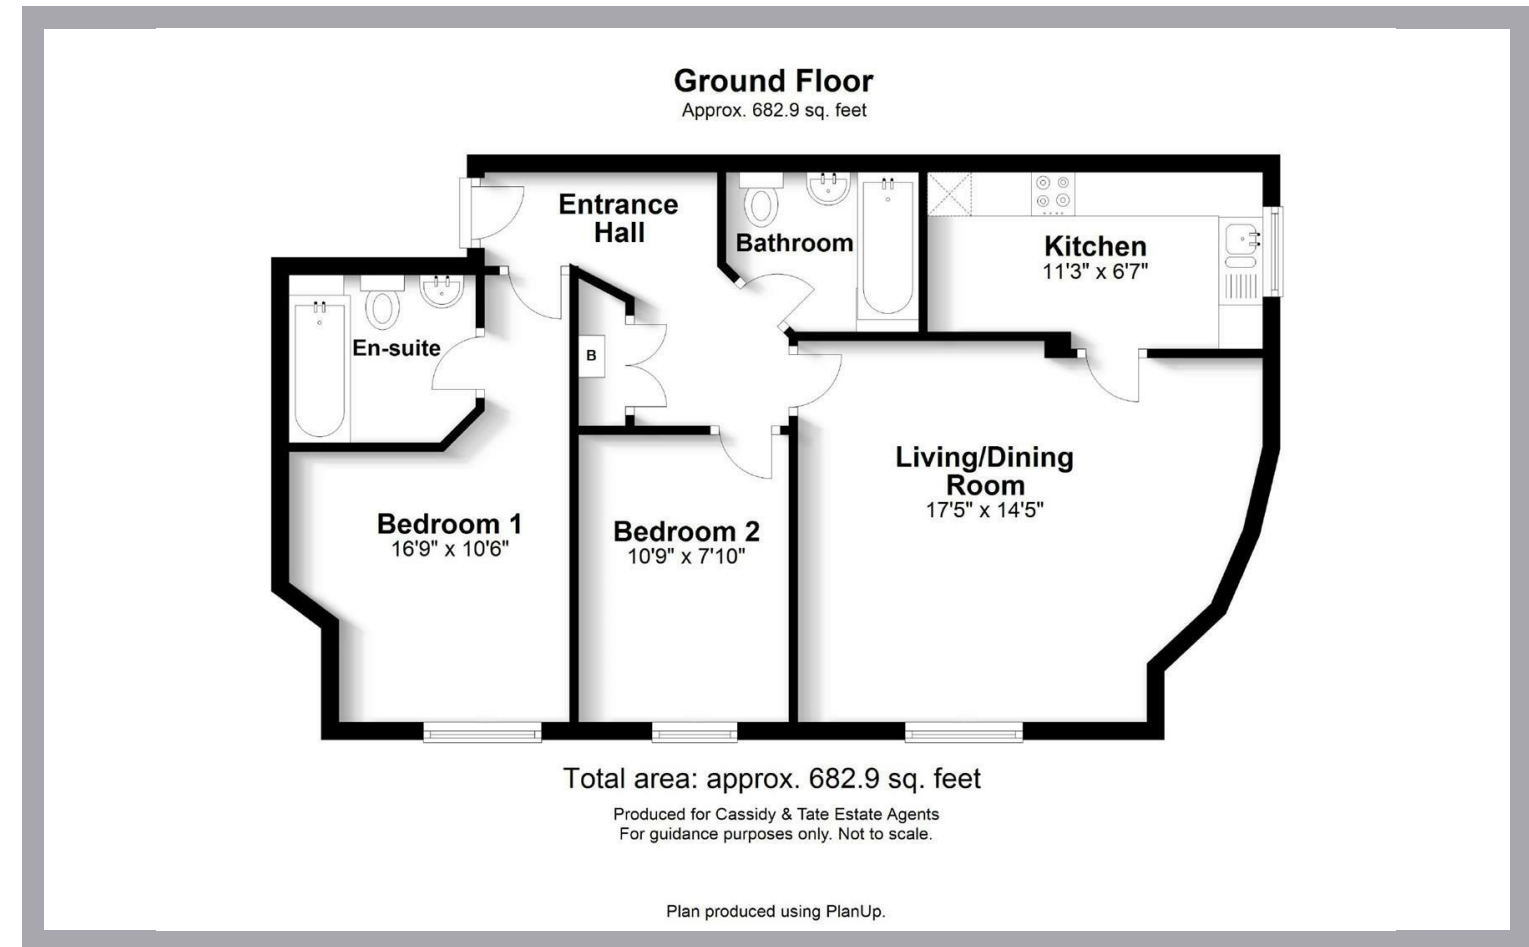 Ground Floor
Approx. 682.9 sq. feet
Entrance
Hall
Bathroom
Kitchen
11'3" x 6'7"
En-suite
B
Living/Dining
Room
17'5" x 14'5"
Bedroom 1
16'9" x 10'6"
Bedroom 2
10'9" x 7'10"
Total area: approx. 682.9 sq. feet
Produced for Cassidy & Tate Estate Agents
For guidance purposes only. Not to scale.
Plan produced using PlanUp.